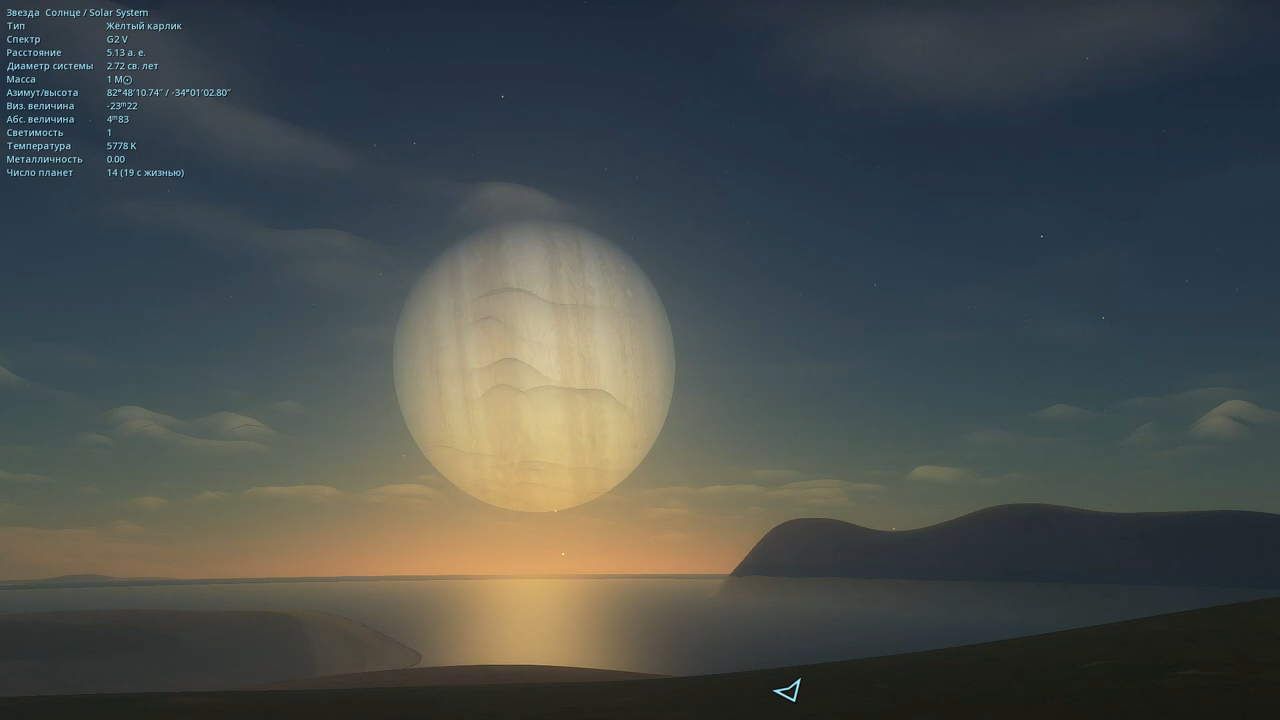 Звезда Солнце / Solar System
Тип Жёлтый карлик
Спектр G2 V
Расстояние 5.13 а. е.
Диаметр системы 2.72 св. лет
Масса 1 M☉
Азимут/высота 82°48′10.74″ / -34°01′02.80″
Виз. величина -23ᵐ22
Абс. величина 4ᵐ83
Светимость 1
Температура 5778 K
Металличность 0.00
Число планет 14 (19 с жизнью)